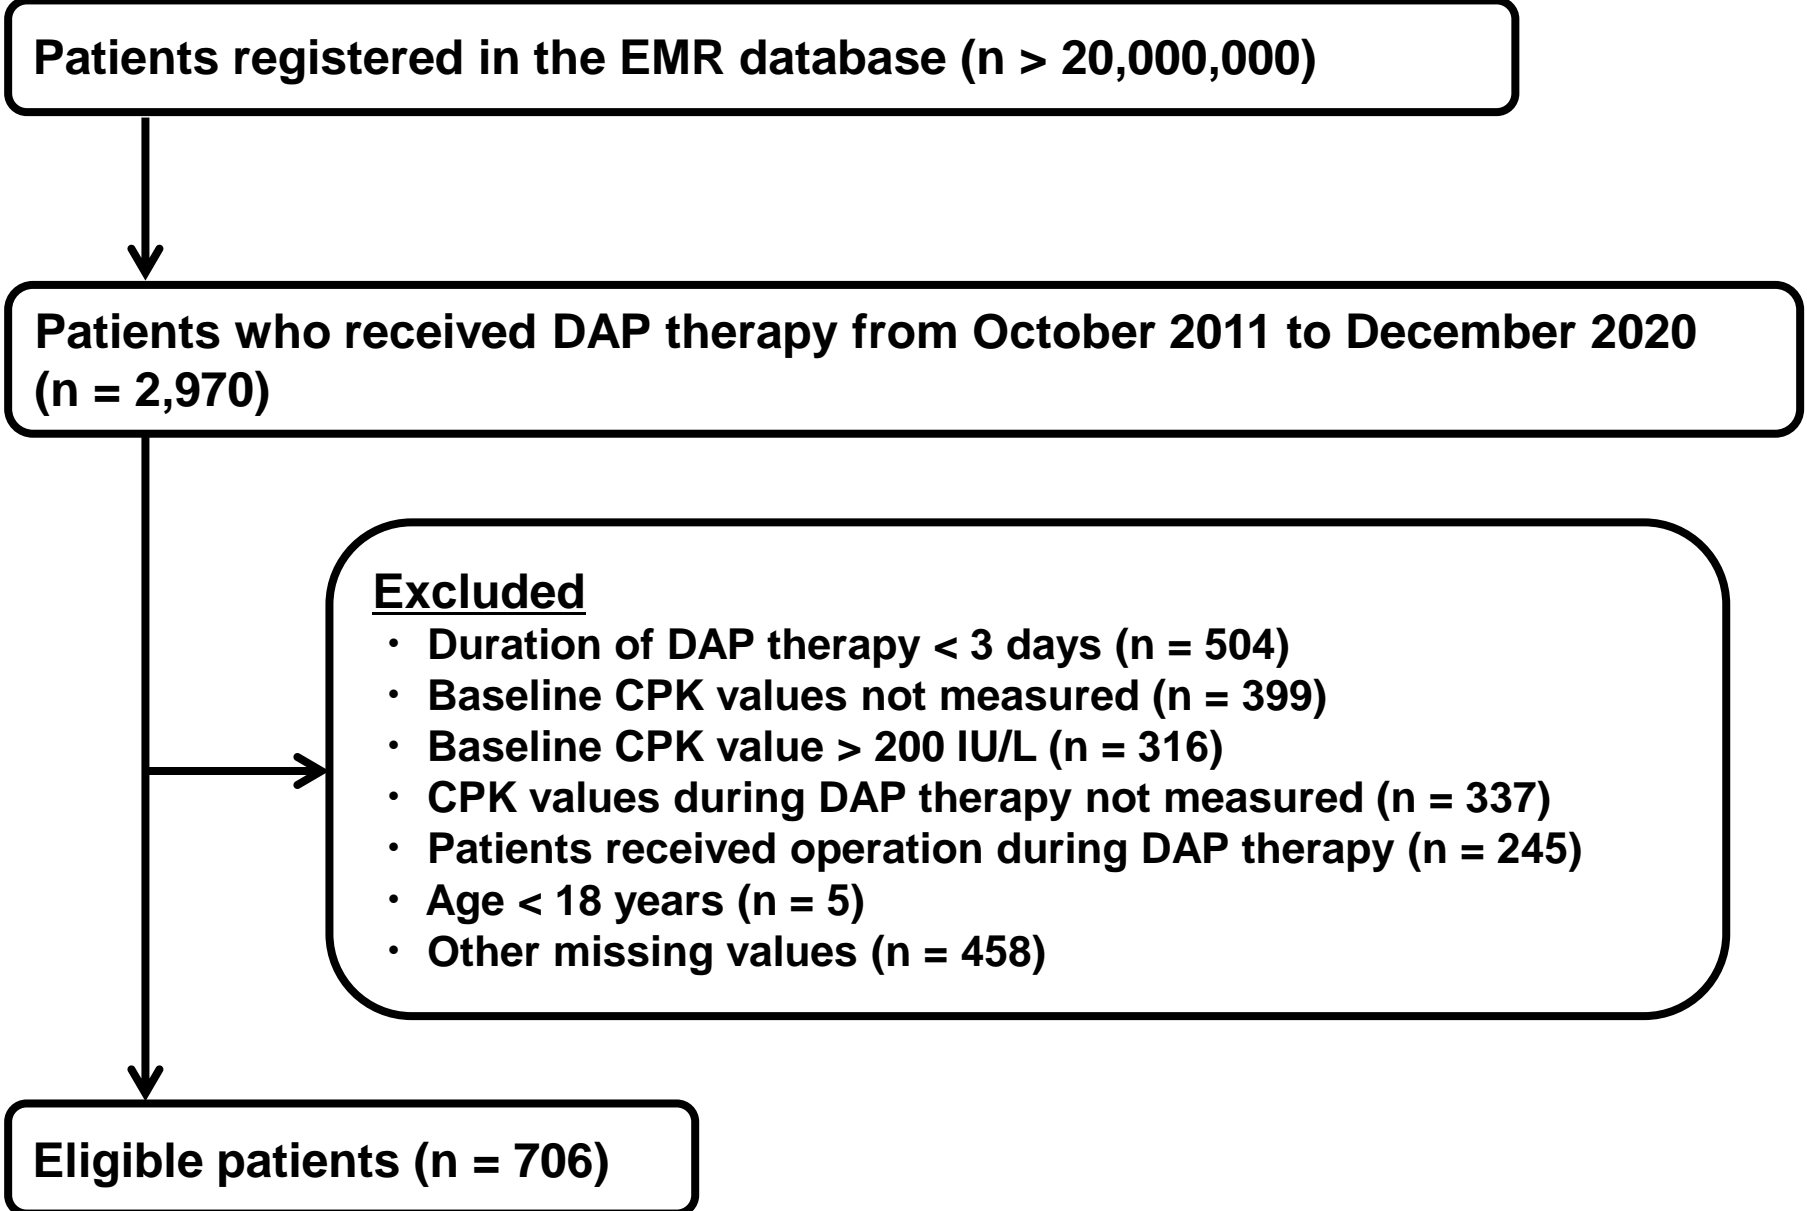 Patients registered in the EMR database (n > 20,000,000)
Patients who received DAP therapy from October 2011 to December 2020
(n = 2,970)
Excluded
・ Duration of DAP therapy < 3 days (n = 504)
・ Baseline CPK values not measured (n = 399)
・ Baseline CPK value > 200 IU/L (n = 316)
・ CPK values during DAP therapy not measured (n = 337)
・ Patients received operation during DAP therapy (n = 245)
・ Age < 18 years (n = 5)
・ Other missing values (n = 458)
Eligible patients (n = 706)